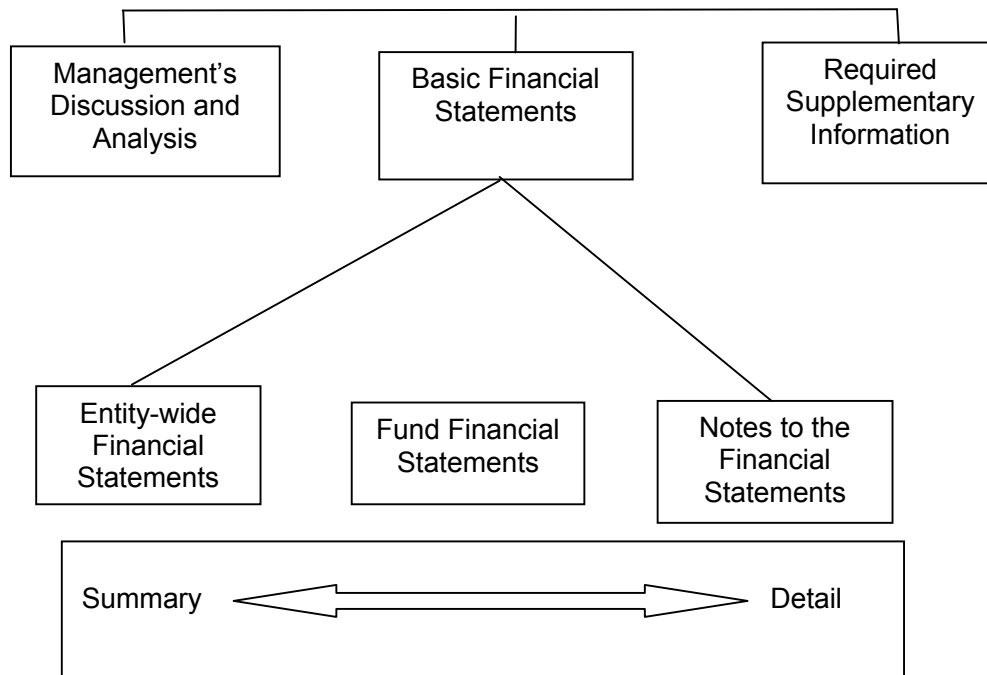 Management’s
Discussion and
Analysis
Basic Financial
Statements
Required
Supplementary
Information
Entity-wide
Financial
Statements
Fund Financial
Statements
Notes to the
Financial
Statements
Summary
Detail